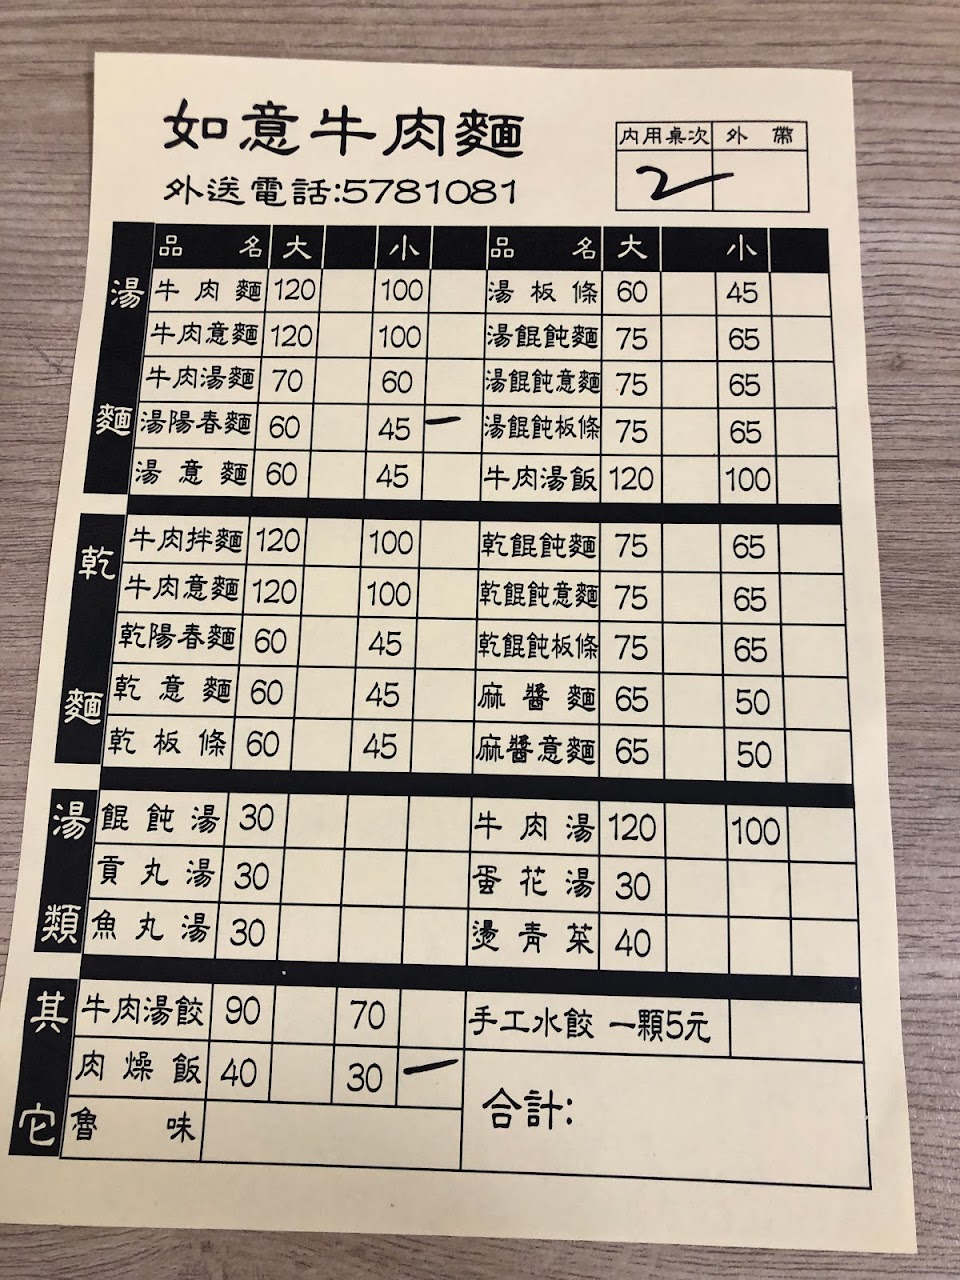 如意牛肉麵
外送電話:5781081
內用桌次 外帶
2
湯麵
品名 大 小 品名 大 小
牛肉麵 120 100 湯板條 60 45
牛肉意麵 120 100 湯餛飩麵 75 65
牛肉湯麵 70 60 湯餛飩意麵 75 65
湯陽春麵 60 45 一 湯餛飩板條 75 65
湯意麵 60 45 牛肉湯飯 120 100
乾麵
牛肉拌麵 120 100 乾餛飩麵 75 65
牛肉意麵 120 100 乾餛飩意麵 75 65
乾陽春麵 60 45 乾餛飩板條 75 65
乾意麵 60 45 麻醬麵 65 50
乾板條 60 45 麻醬意麵 65 50
湯類
餛飩湯 30 牛肉湯 120 100
貢丸湯 30 蛋花湯 30
魚丸湯 30 燙青菜 40
其它
牛肉湯餃 90 70 手工水餃 一顆5元
肉燥飯 40 30 一
魯味
合計: